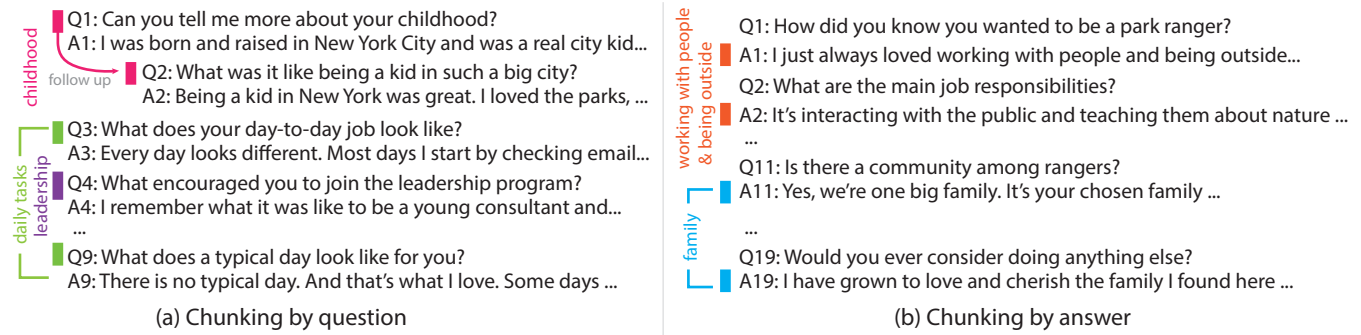 childhood
Q1: Can you tell me more about your childhood?
A1: I was born and raised in New York City and was a real city kid...
follow up
Q2: What was it like being a kid in such a big city?
A2: Being a kid in New York was great. I loved the parks, ...
daily tasks
leadership
Q3: What does your day-to-day job look like?
A3: Every day looks different. Most days I start by checking email...
Q4: What encouraged you to join the leadership program?
A4: I remember what it was like to be a young consultant and...
...
Q9: What does a typical day look like for you?
A9: There is no typical day. And that's what I love. Some days ...
(a) Chunking by question
working with people
& being outside
Q1: How did you know you wanted to be a park ranger?
A1: I just always loved working with people and being outside...
Q2: What are the main job responsibilities?
A2: It's interacting with the public and teaching them about nature ...
...
Q11: Is there a community among rangers?
family
A11: Yes, we're one big family. It's your chosen family ...
...
Q19: Would you ever consider doing anything else?
A19: I have grown to love and cherish the family I found here ...
(b) Chunking by answer